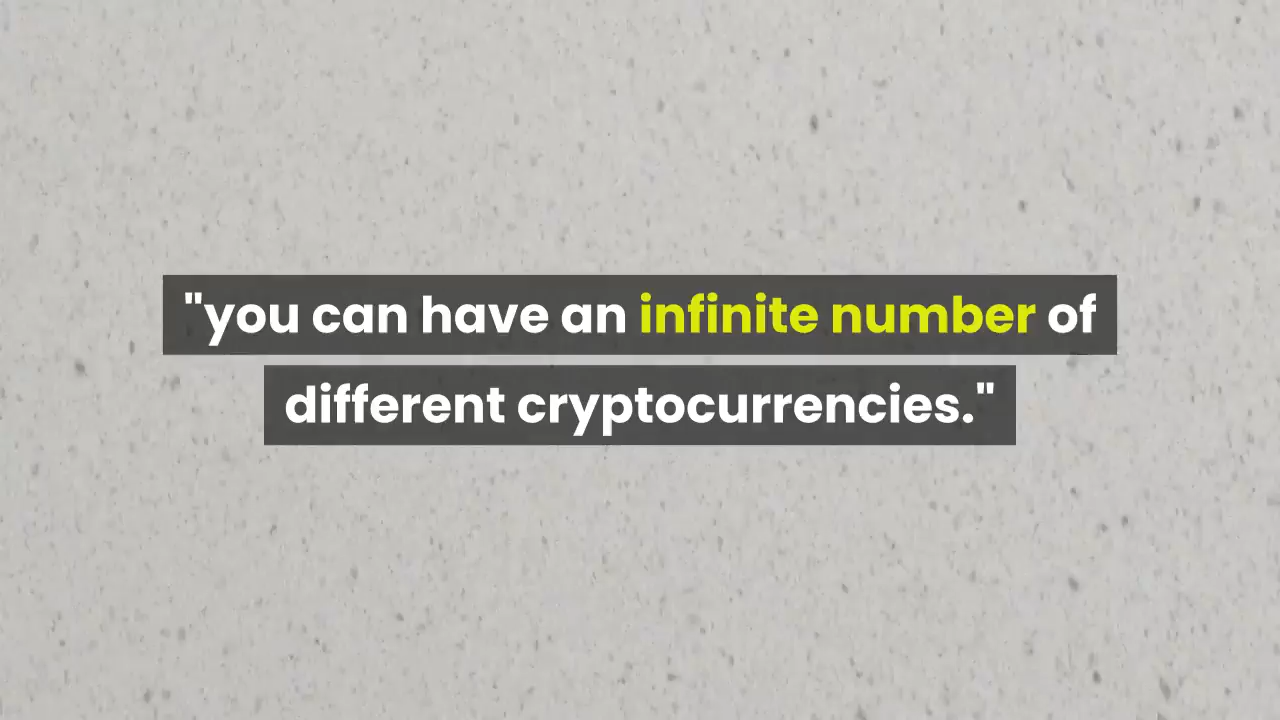 "you can have an infinite number of
different cryptocurrencies."